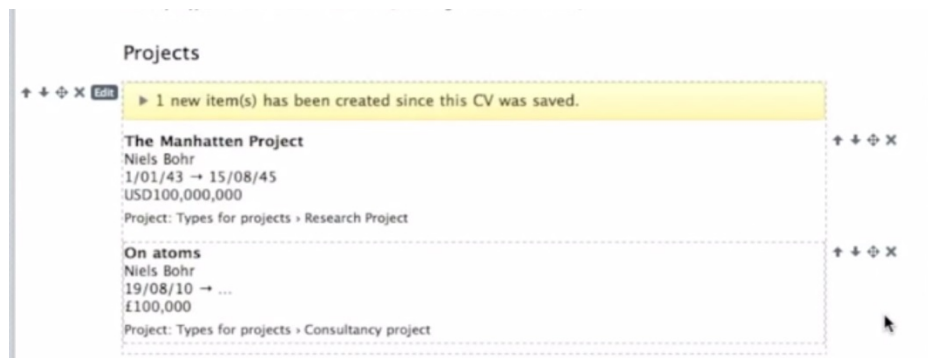 Projects
Edit
1 new item(s) has been created since this CV was saved.
The Manhatten Project
Niels Bohr
1/01/43 → 15/08/45
USD100,000,000
Project: Types for projects › Research Project
On atoms
Niels Bohr
19/08/10 → ...
£100,000
Project: Types for projects › Consultancy project